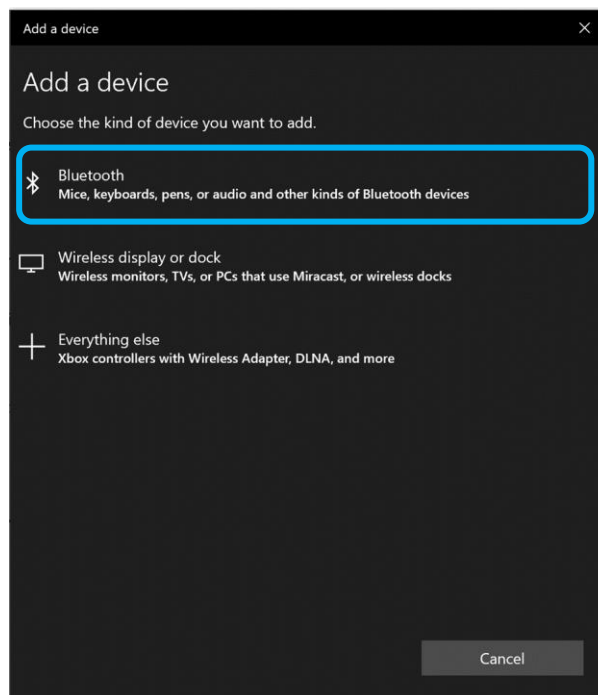 Add a device
Add a device
Choose the kind of device you want to add.
Bluetooth
Mice, keyboards, pens, or audio and other kinds of Bluetooth devices
Wireless display or dock
Wireless monitors, TVs, or PCs that use Miracast, or wireless docks
Everything else
Xbox controllers with Wireless Adapter, DLNA, and more
Cancel